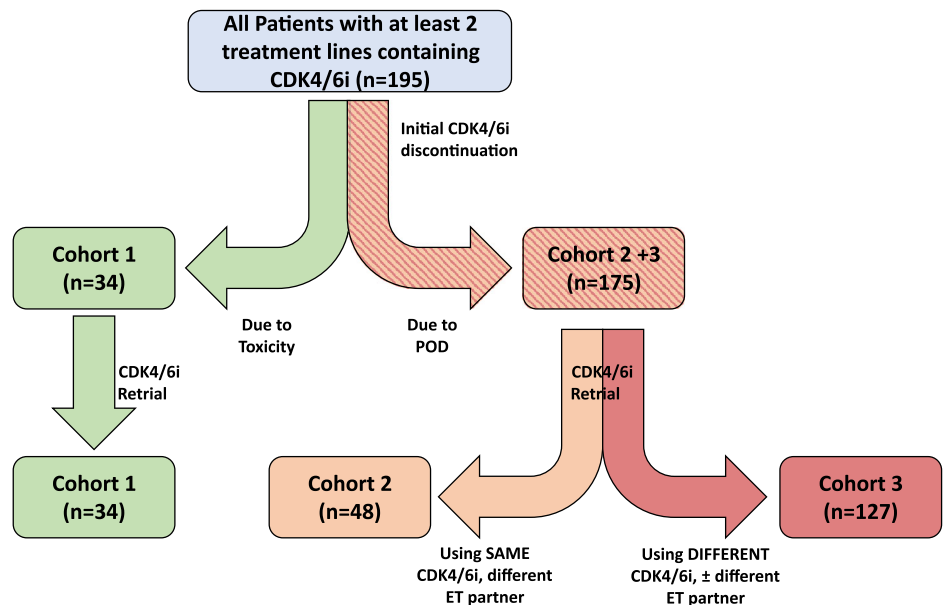 All Patients with at least 2
treatment lines containing
CDK4/6i (n=195)
Initial CDK4/6i
discontinuation
Cohort 1
(n=34)
Cohort 2 +3
(n=175)
Due to
Toxicity
Due to
POD
CDK4/6i
Retrial
CDK4/6i
Retrial
Cohort 1
(n=34)
Cohort 2
(n=48)
Cohort 3
(n=127)
Using SAME
CDK4/6i, different
ET partner
Using DIFFERENT
CDK4/6i, ± different
ET partner